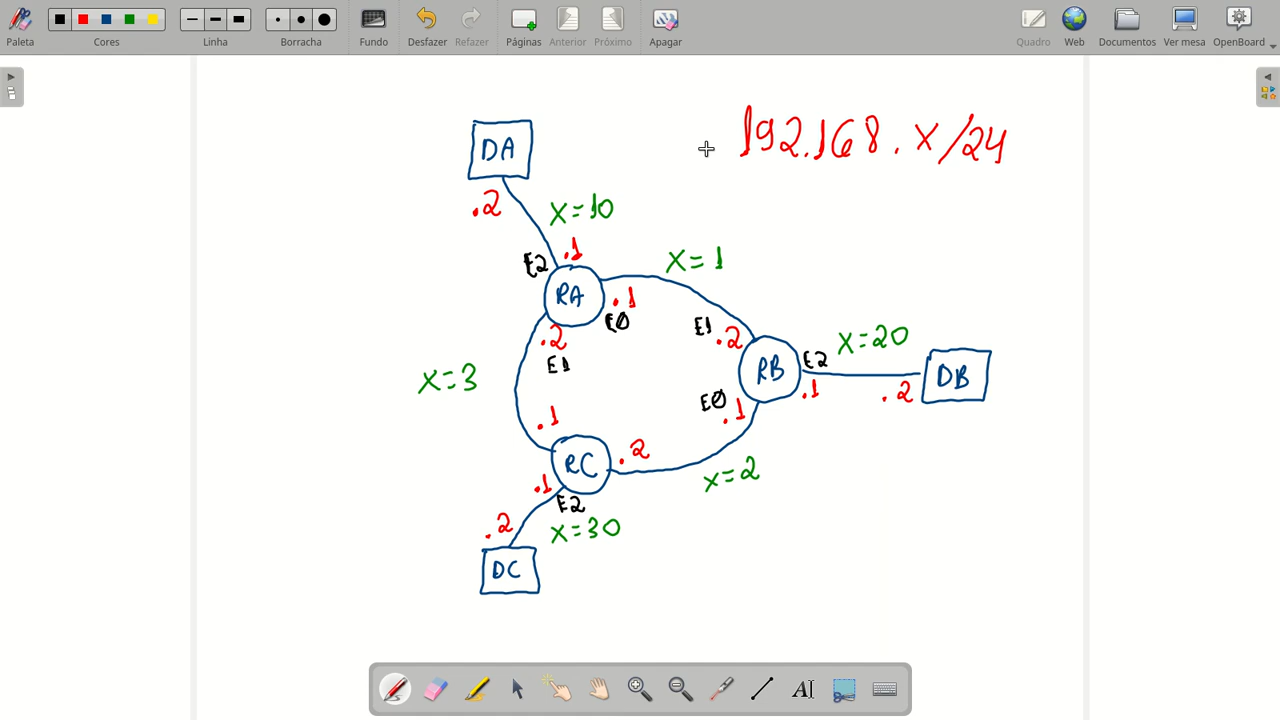 Paleta
Cores
Linha
Borracha
Fundo
Desfazer
Refazer
Páginas
Anterior
Próximo
Apagar
Quadro
Web
Documentos
Ver mesa
OpenBoard
192.168.x/24
DA
.2
x=10
.1
E2
RA
x=1
.1
E0
.2
E1
E1
.2
RB
E2
x=20
.1
.2
DB
x=3
E0
.1
.1
RC
.2
x=2
.1
E2
.2
x=30
DC
AI